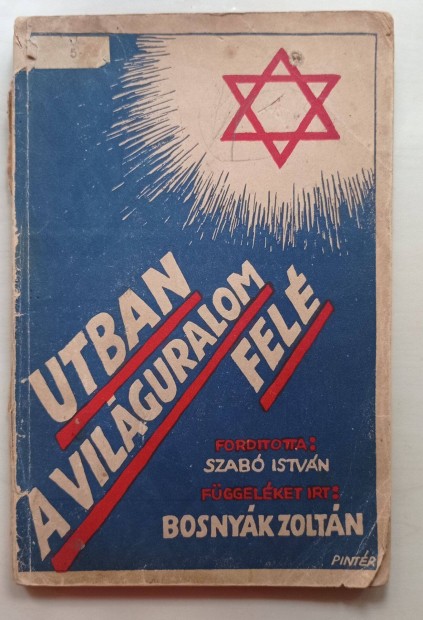 UTBAN
A VILÁGURALOM
FELÉ
FORDITOTTA:
SZABÓ ISTVÁN
FÜGGELÉKET IRT:
BOSNYÁK ZOLTÁN
PINTÉR